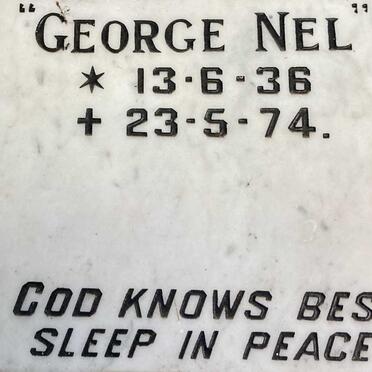 "GEORGE NEL"
* 13-6-36
✝ 23-5-74.
GOD KNOWS BES
SLEEP IN PEACE